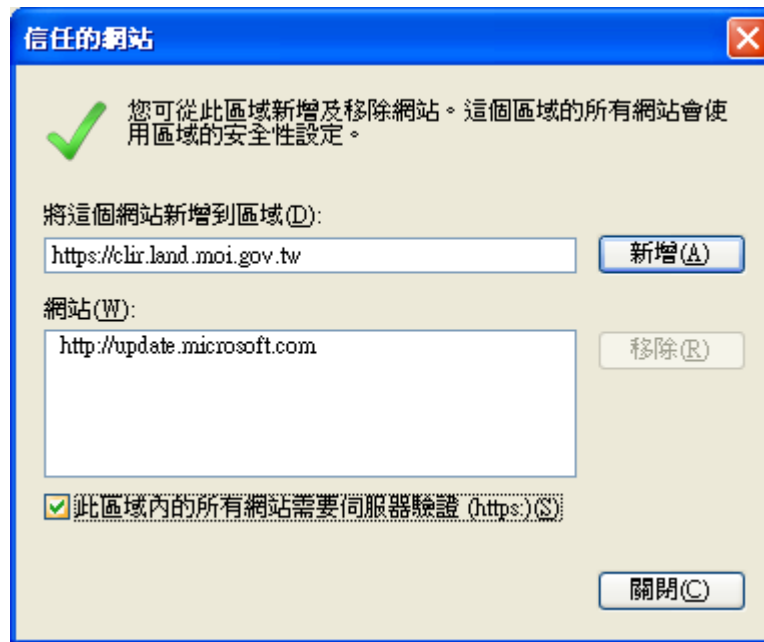 信任的網站
您可從此區域新增及移除網站。這個區域的所有網站會使
用區域的安全性設定。
將這個網站新增到區域(D):
https://clir.land.moi.gov.tw
新增(A)
網站(W):
http://update.microsoft.com
移除(R)
此區域內的所有網站需要伺服器驗證 (https:)(S)
關閉(C)